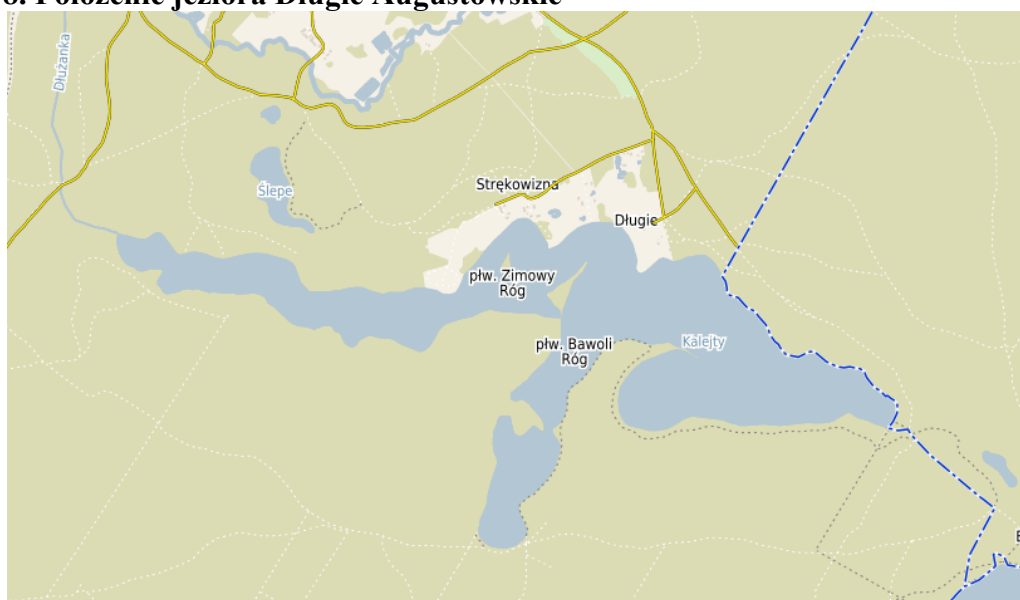 8. Położenie jeziora Długie Augustowskie
Dłużanka
Ślepe
Strękowizna
Długie
płw. Zimowy
Róg
płw. Bawoli
Róg
Kalejty